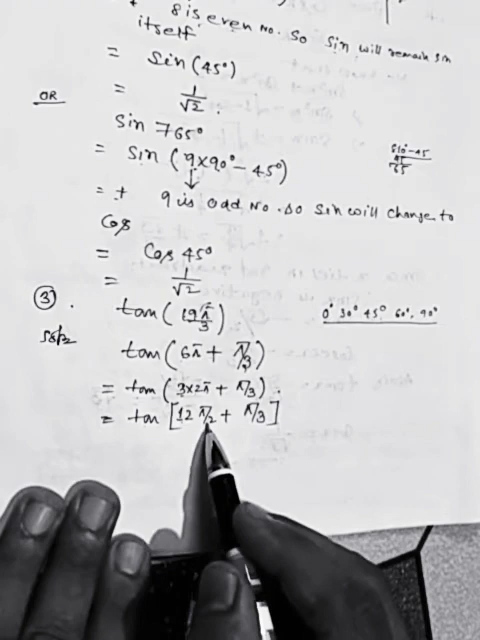 8 is even No. So Sin will remain sin
itself
= Sin (45°)
= 1/√2.
OR
Sin 765°
= Sin (9×90° - 45°)
= + 9 is odd No. So Sin will change to
Cos
= Cos 45°
= 1/√2
③.
tan (19π/3)
0° 30° 45° 60° 90°
Sol:
tan (6π + π/3)
= tan (3×2π + π/3).
= tan [12 π/2 + π/3]